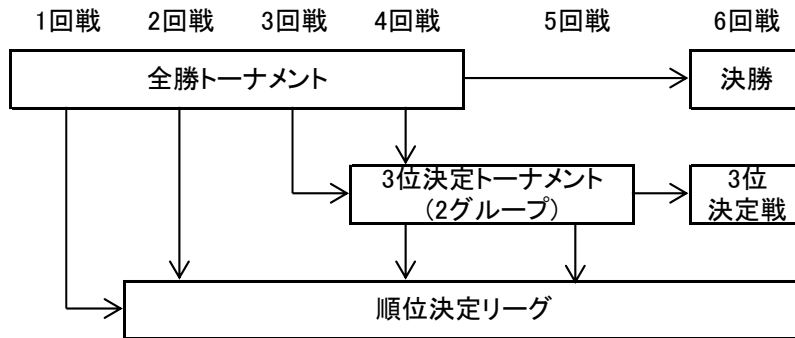 1回戦 2回戦 3回戦 4回戦 5回戦 6回戦
全勝トーナメント 決勝
3位決定トーナメント
(2グループ)
3位
決定戦
順位決定リーグ